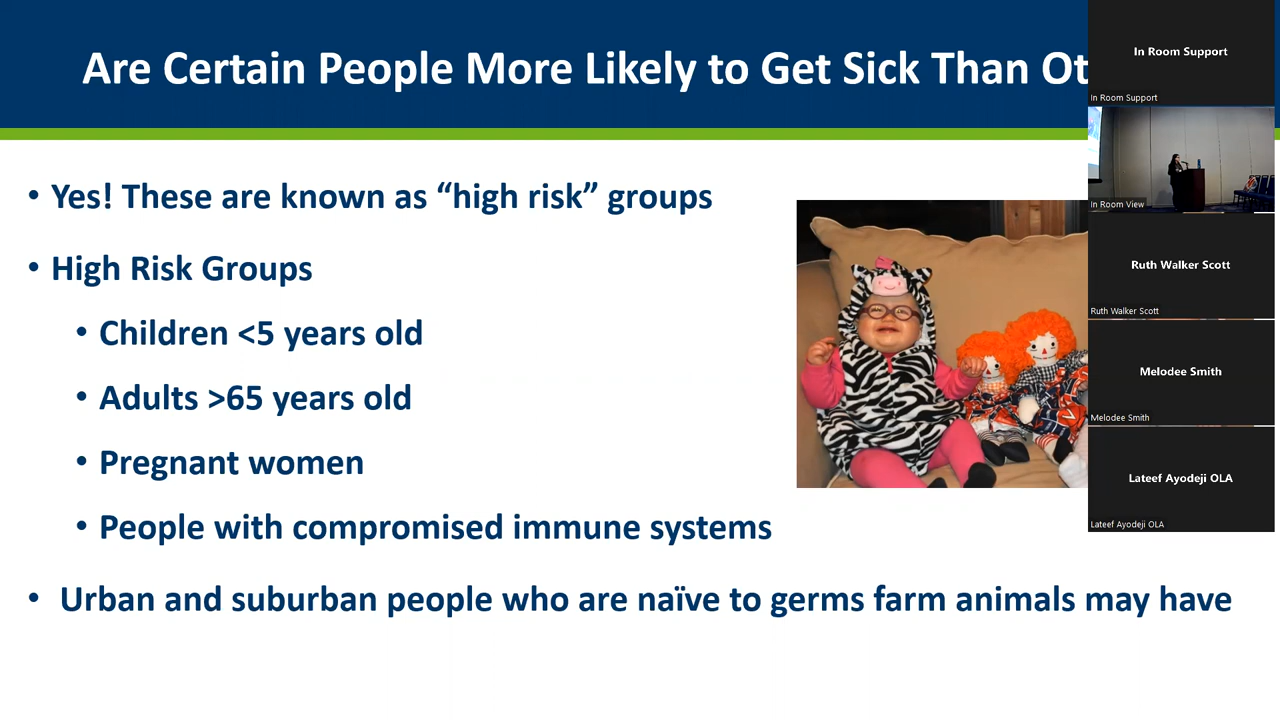 Are Certain People More Likely to Get Sick Than Ot
• Yes! These are known as “high risk” groups
• High Risk Groups
• Children <5 years old
• Adults >65 years old
• Pregnant women
• People with compromised immune systems
• Urban and suburban people who are naïve to germs farm animals may have
In Room Support
In Room Support
In Room View
Ruth Walker Scott
Ruth Walker Scott
Melodee Smith
Melodee Smith
Lateef Ayodeji OLA
Lateef Ayodeji OLA